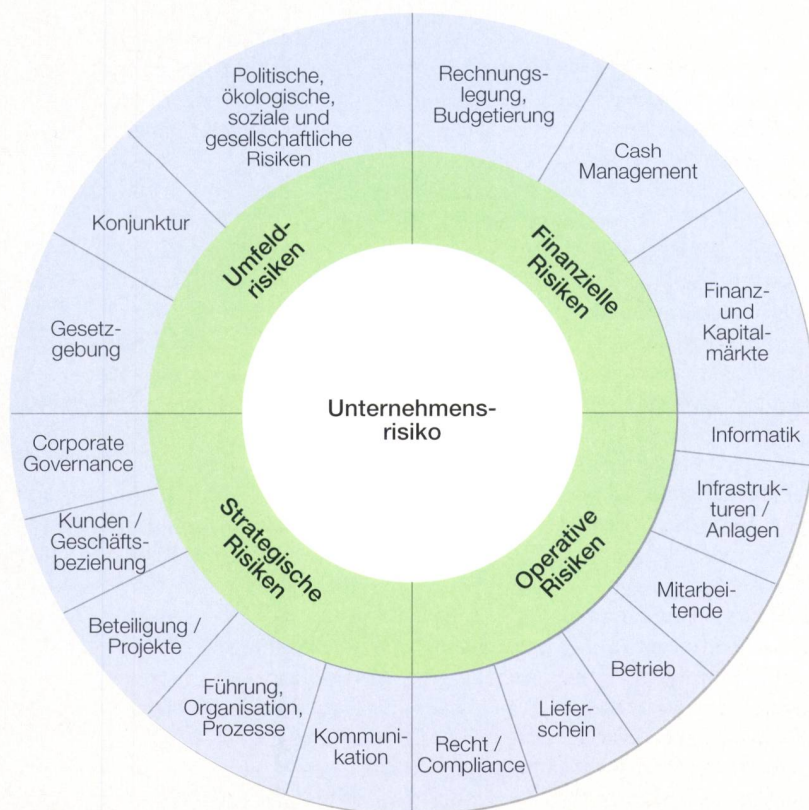 Politische,
ökologische,
soziale und
gesellschaftliche
Risiken
Rechnungs-
legung,
Budgetierung
Cash
Management
Konjunktur
Umfeld-
risiken
Finanzielle
Risiken
Finanz-
und
Kapital-
märkte
Gesetz-
gebung
Unternehmens-
risiko
Corporate
Governance
Informatik
Infrastruk-
turen /
Anlagen
Kunden /
Geschäfts-
beziehung
Strategische
Risiken
Operative
Risiken
Mitarbei-
tende
Beteiligung /
Projekte
Betrieb
Führung,
Organisation,
Prozesse
Liefer-
schein
Kommuni-
kation
Recht /
Compliance